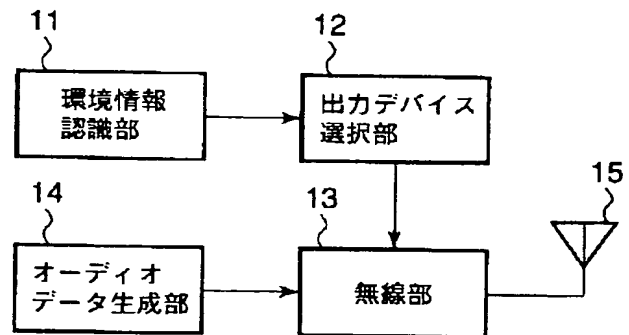 11
環境情報
認識部
12
出力デバイス
選択部
14
オーディオ
データ生成部
13
無線部
15